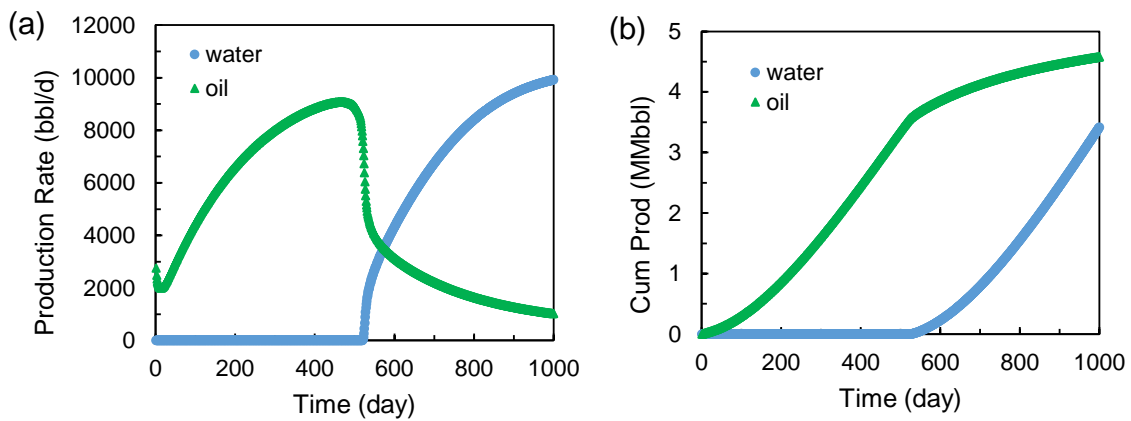 (a)
Production Rate (bbl/d)
12000
10000
8000
6000
4000
2000
0
water
oil
0 200 400 600 800 1000
Time (day)
(b)
Cum Prod (MMbbl)
5
4
3
2
1
0
water
oil
0 200 400 600 800 1000
Time (day)